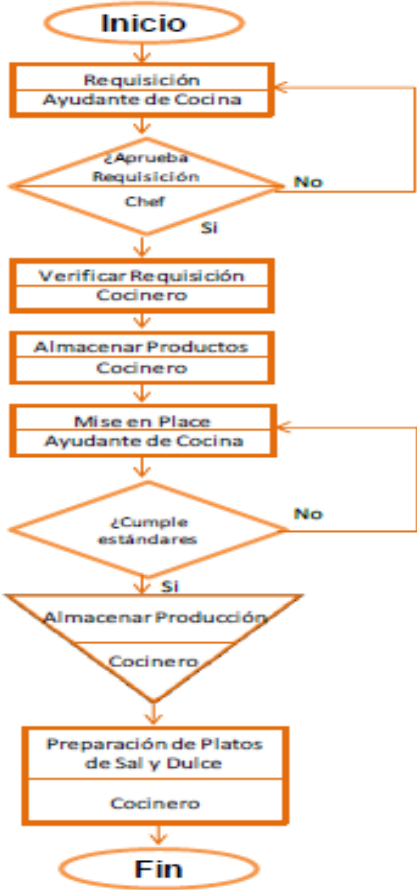 Inicio
Requisición
Ayudante de Cocina
¿Aprueba
Requisición
No
Chef
Si
Verificar Requisición
Cocinero
Almacenar Productos
Cocinero
Mise en Place
Ayudante de Cocina
No
¿Cumple
estándares
Si
Almacenar Producción
Cocinero
Preparación de Platos
de Sal y Dulce
Cocinero
Fin